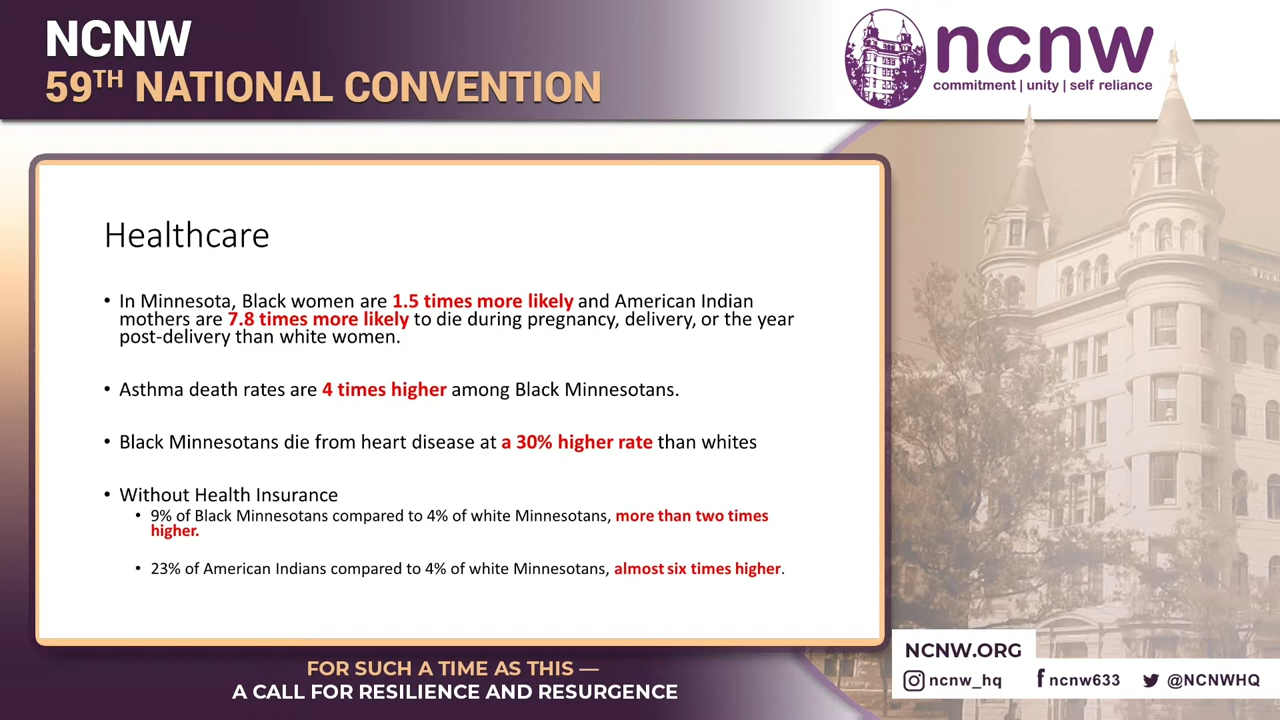 NCNW
59TH NATIONAL CONVENTION
ncnw
commitment | unity | self reliance
Healthcare
• In Minnesota, Black women are 1.5 times more likely and American Indian
mothers are 7.8 times more likely to die during pregnancy, delivery, or the year
post-delivery than white women.
• Asthma death rates are 4 times higher among Black Minnesotans.
• Black Minnesotans die from heart disease at a 30% higher rate than whites
• Without Health Insurance
• 9% of Black Minnesotans compared to 4% of white Minnesotans, more than two times
higher.
• 23% of American Indians compared to 4% of white Minnesotans, almost six times higher.
FOR SUCH A TIME AS THIS —
A CALL FOR RESILIENCE AND RESURGENCE
NCNW.ORG
ncnw_hq
ncnw633
@NCNWHQ